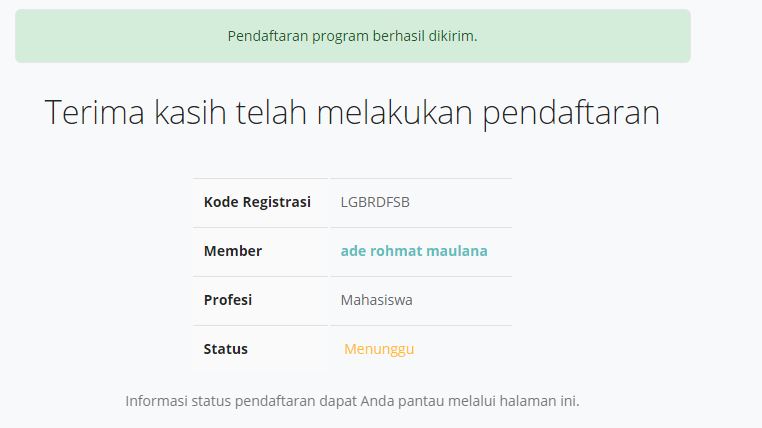 Pendaftaran program berhasil dikirim.
Terima kasih telah melakukan pendaftaran
Kode Registrasi LGBRDFSB
Member ade rohmat maulana
Profesi Mahasiswa
Status Menunggu
Informasi status pendaftaran dapat Anda pantau melalui halaman ini.